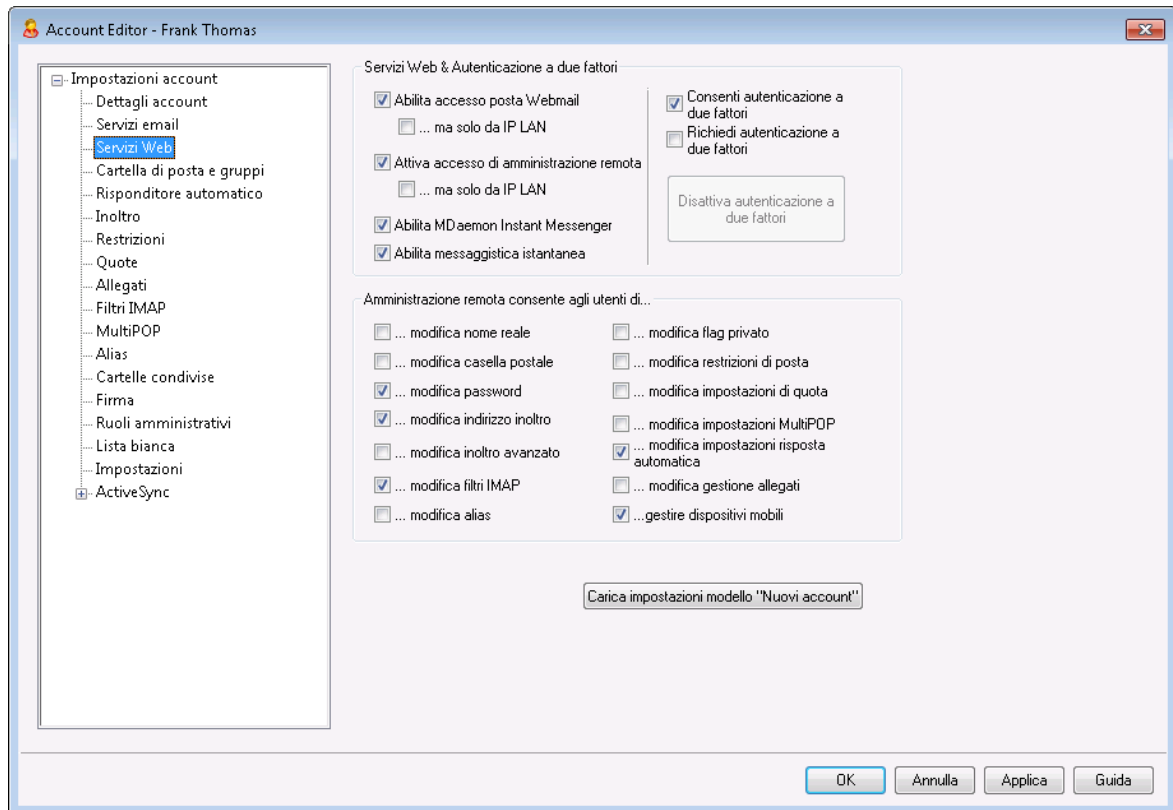 Account Editor - Frank Thomas
Impostazioni account
Dettagli account
Servizi email
Servizi Web
Cartella di posta e gruppi
Risponditore automatico
Inoltro
Restrizioni
Quote
Allegati
Filtri IMAP
MultiPOP
Alias
Cartelle condivise
Firma
Ruoli amministrativi
Lista bianca
Impostazioni
ActiveSync
Servizi Web & Autenticazione a due fattori
Abilita accesso posta Webmail
... ma solo da IP LAN
Attiva accesso di amministrazione remota
... ma solo da IP LAN
Abilita MDaemon Instant Messenger
Abilita messaggistica istantanea
Consenti autenticazione a
due fattori
Richiedi autenticazione a
due fattori
Disattiva autenticazione a
due fattori
Amministrazione remota consente agli utenti di...
... modifica nome reale
... modifica casella postale
... modifica password
... modifica indirizzo inoltro
... modifica inoltro avanzato
... modifica filtri IMAP
... modifica alias
... modifica flag privato
... modifica restrizioni di posta
... modifica impostazioni di quota
... modifica impostazioni MultiPOP
... modifica impostazioni risposta
automatica
... modifica gestione allegati
...gestire dispositivi mobili
Carica impostazioni modello "Nuovi account"
OK
Annulla
Applica
Guida